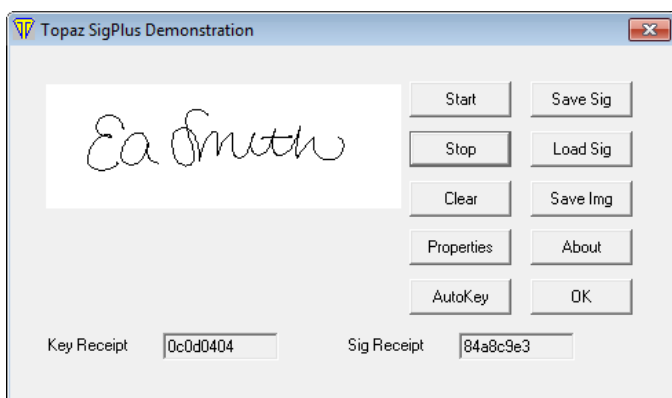 Topaz SigPlus Demonstration
Ea Smith
Start
Save Sig
Stop
Load Sig
Clear
Save Img
Properties
About
AutoKey
OK
Key Receipt 0c0d0404 Sig Receipt 84a8c9e3